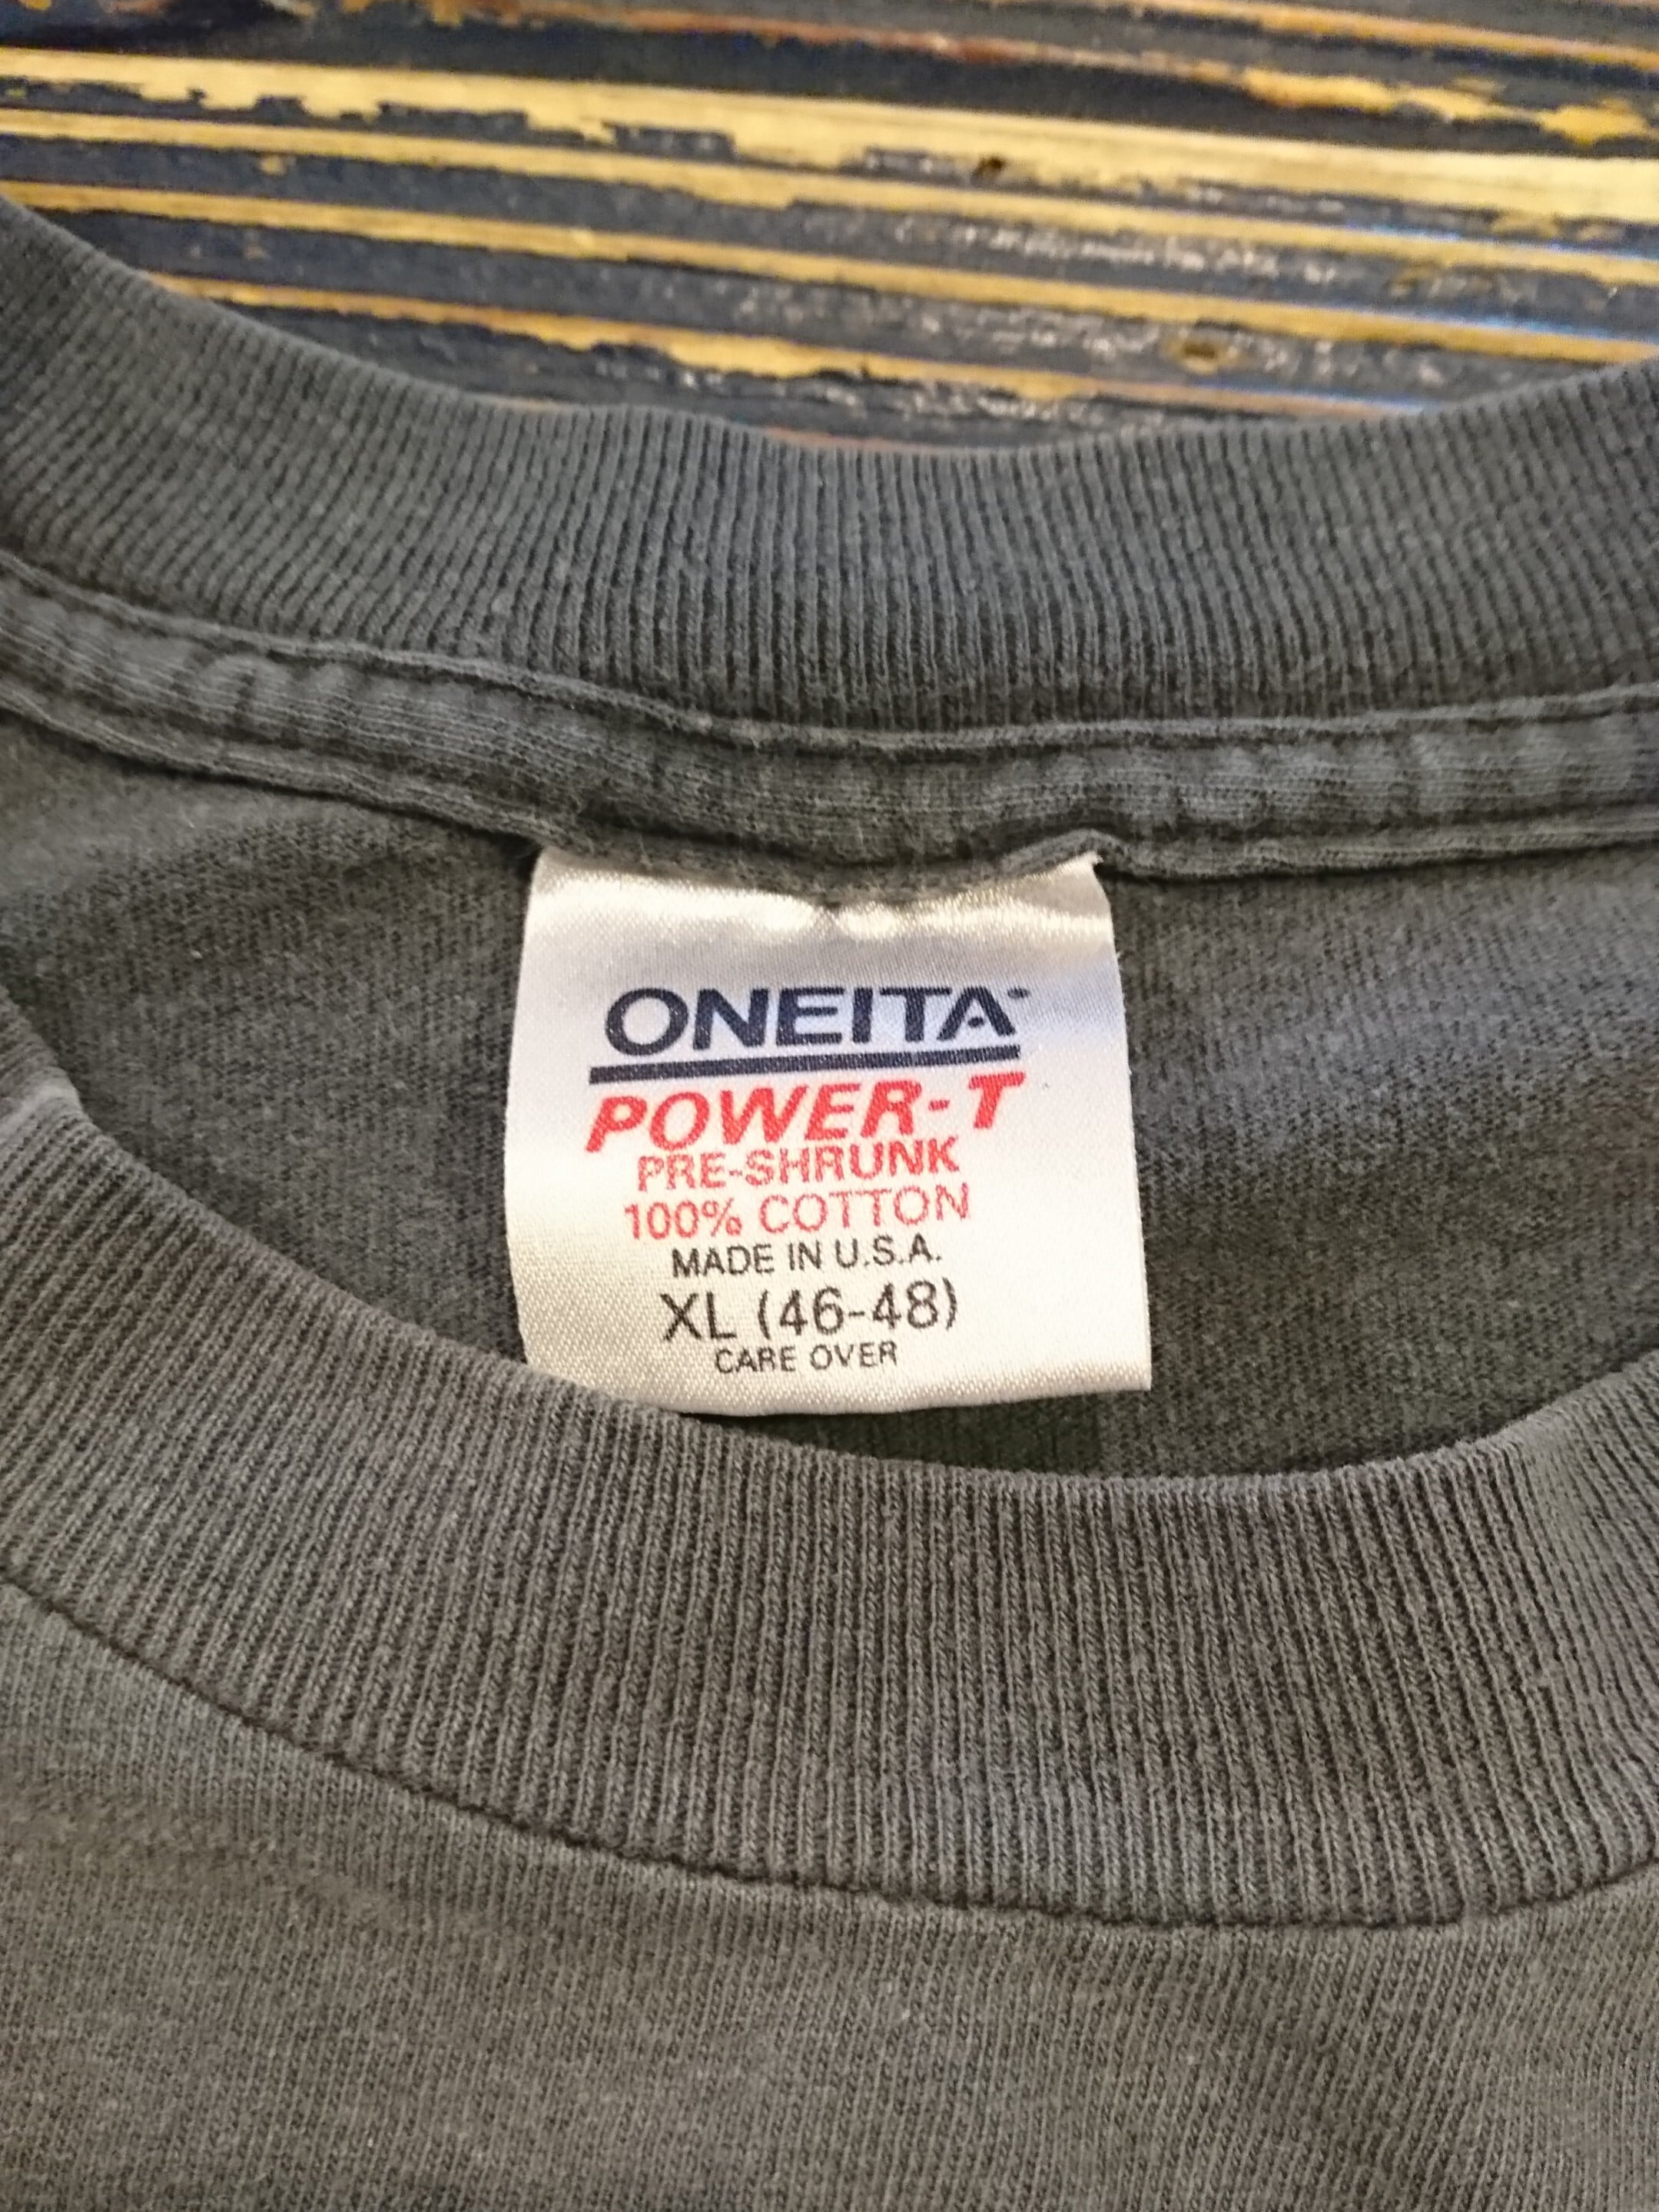 ONEITA
POWER-T
PRE-SHRUNK
100% COTTON
MADE IN U.S.A.
XL (46-48)
CARE OVER